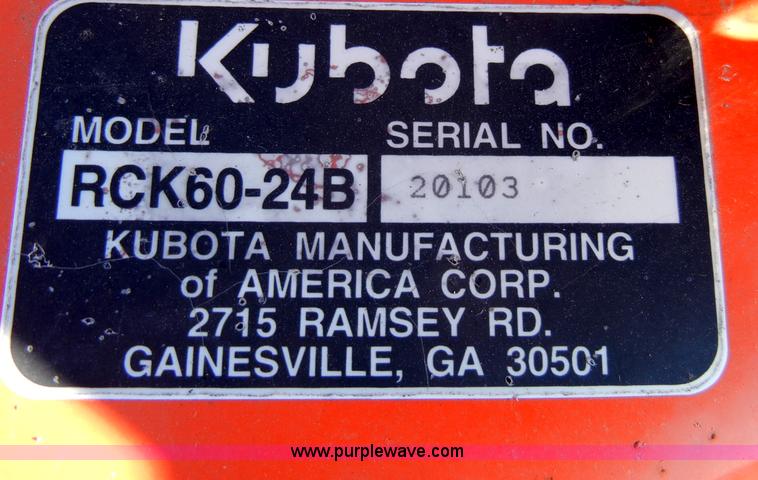 Kubota
MODEL SERIAL NO.
RCK60-24B 20103
KUBOTA MANUFACTURING
of AMERICA CORP.
2715 RAMSEY RD.
GAINESVILLE, GA 30501
www.purplewave.com